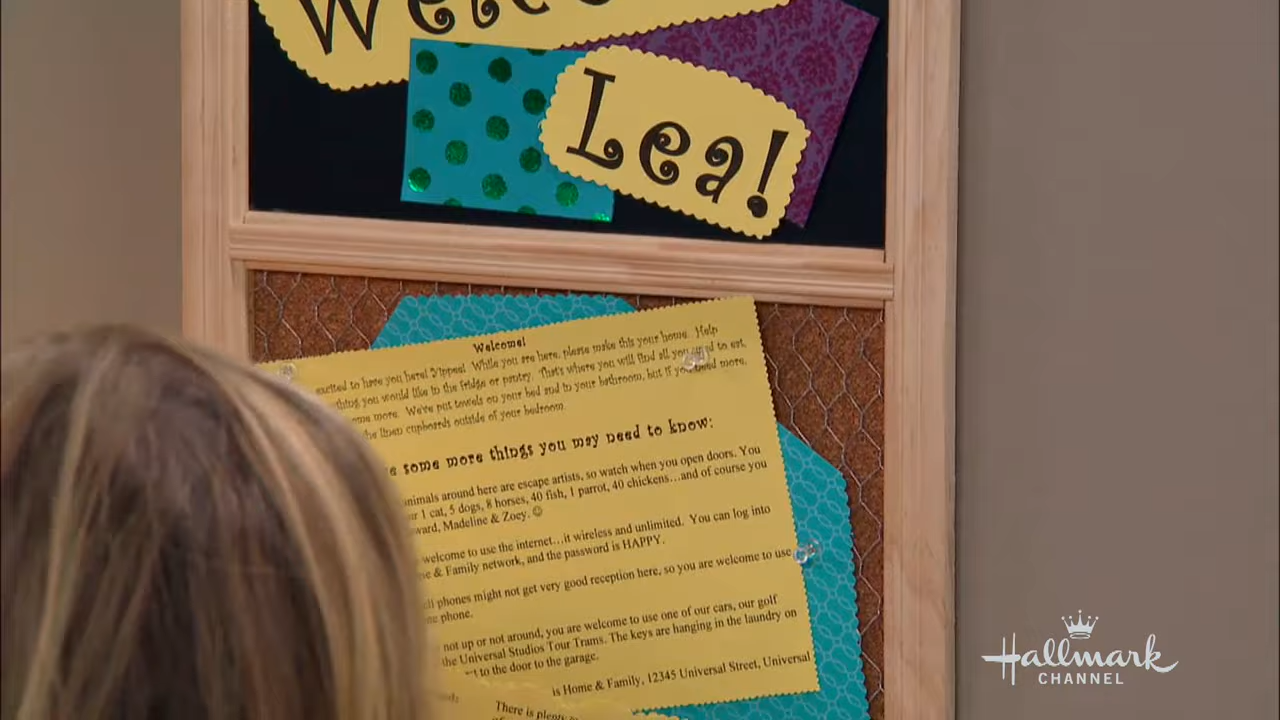 Welco
Lea!
Welcome!
excited to have you here! Yippee! While you are here, please make this your home. Help
thing you would like in the fridge or pantry. That's where you will find all you need to eat,
some more. We've put towels on your bed and in your bathroom, but if you need more,
the linen cupboards outside of your bedroom.
some more things you may need to know:
animals around here are escape artists, so watch when you open doors. You
ur 1 cat, 5 dogs, 8 horses, 40 fish, 1 parrot, 40 chickens...and of course you
ward, Madeline & Zoey. ☺
welcome to use the internet...it wireless and unlimited. You can log into
& Family network, and the password is HAPPY.
phones might not get very good reception here, so you are welcome to use
phone.
not up or not around, you are welcome to use one of our cars, our golf
the Universal Studios Tour Trams. The keys are hanging in the laundry on
to the door to the garage.
is Home & Family, 12345 Universal Street, Universal
There is plenty
Hallmark
CHANNEL